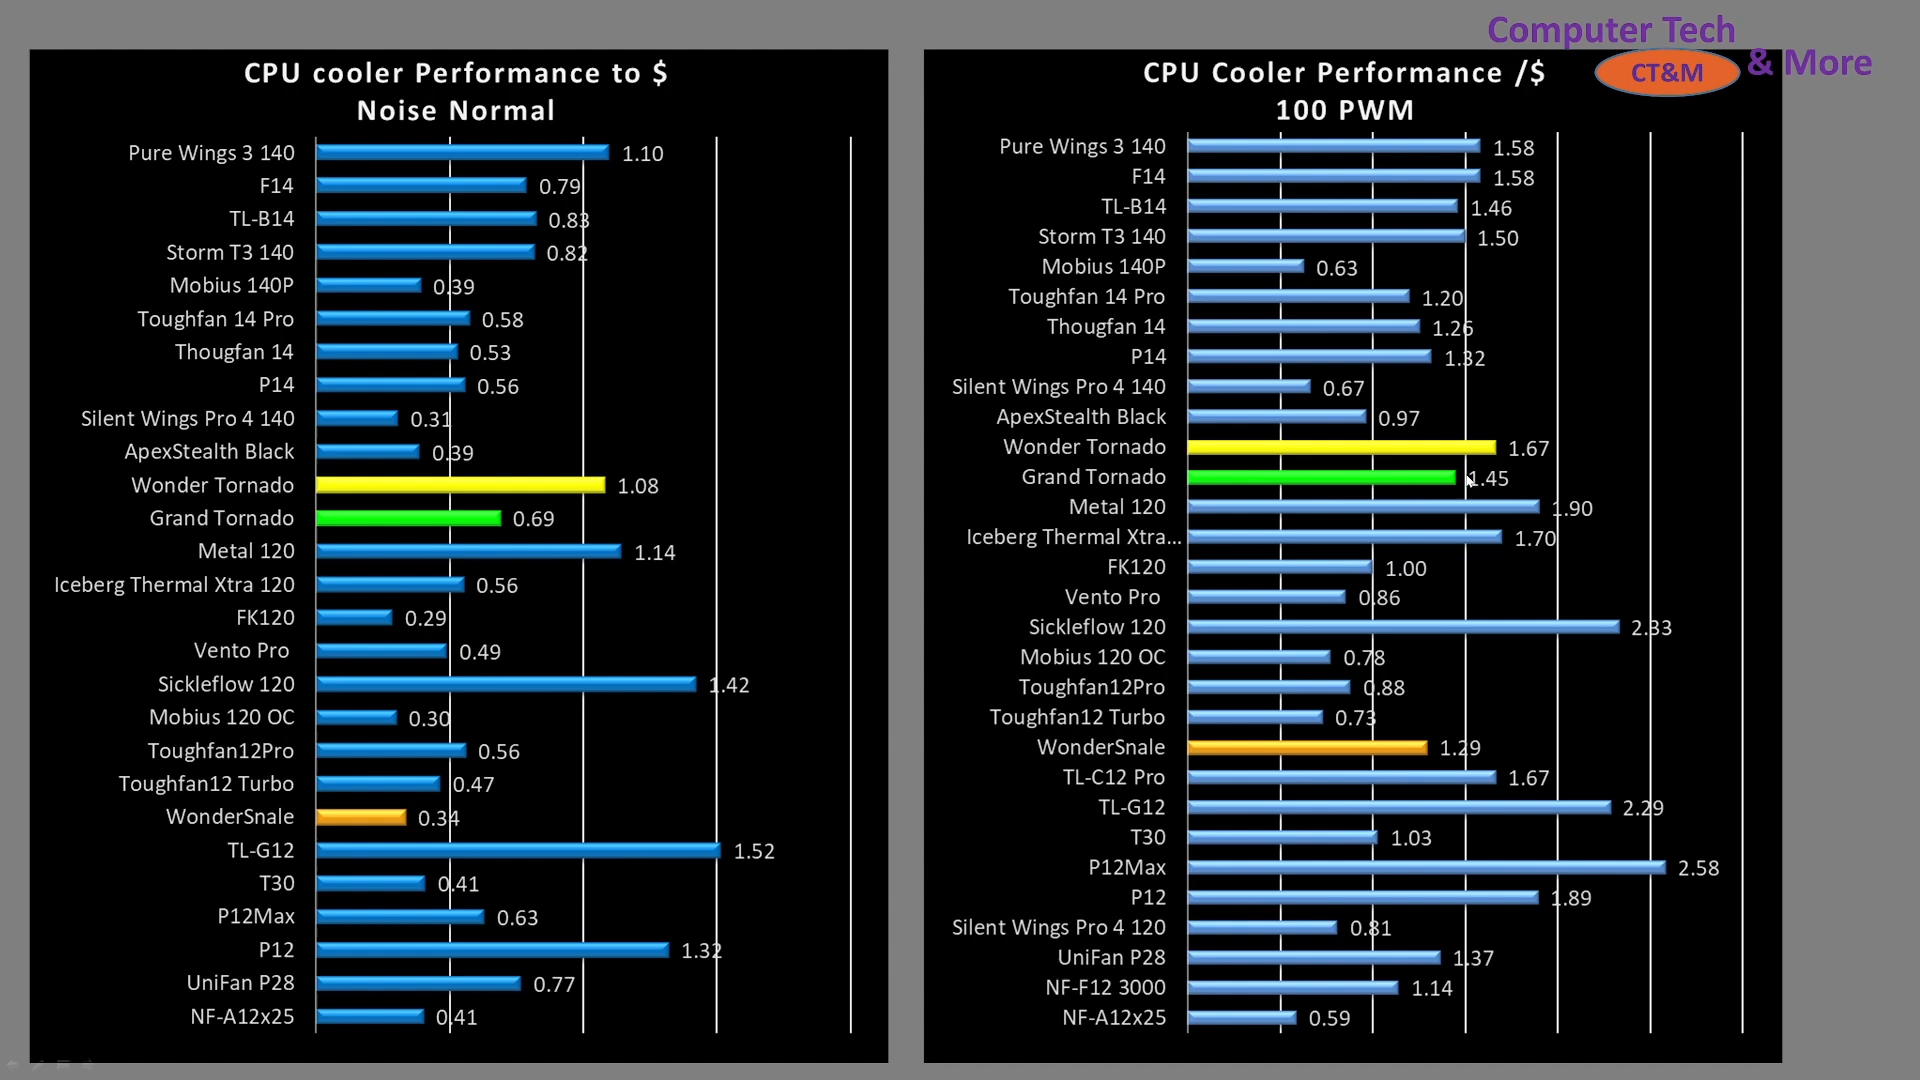 Computer Tech
CT&M
& More
CPU cooler Performance to $
Noise Normal
Pure Wings 3 140 1.10
F14 0.79
TL-B14 0.83
Storm T3 140 0.82
Mobius 140P 0.39
Toughfan 14 Pro 0.58
Thougfan 14 0.53
P14 0.56
Silent Wings Pro 4 140 0.31
ApexStealth Black 0.39
Wonder Tornado 1.08
Grand Tornado 0.69
Metal 120 1.14
Iceberg Thermal Xtra 120 0.56
FK120 0.29
Vento Pro 0.49
Sickleflow 120 1.42
Mobius 120 OC 0.30
Toughfan12Pro 0.56
Toughfan12 Turbo 0.47
WonderSnale 0.34
TL-G12 1.52
T30 0.41
P12Max 0.63
P12 1.32
UniFan P28 0.77
NF-A12x25 0.41
CPU Cooler Performance /$
100 PWM
Pure Wings 3 140 1.58
F14 1.58
TL-B14 1.46
Storm T3 140 1.50
Mobius 140P 0.63
Toughfan 14 Pro 1.20
Thougfan 14 1.26
P14 1.32
Silent Wings Pro 4 140 0.67
ApexStealth Black 0.97
Wonder Tornado 1.67
Grand Tornado 1.45
Metal 120 1.90
Iceberg Thermal Xtra... 1.70
FK120 1.00
Vento Pro 0.86
Sickleflow 120 2.33
Mobius 120 OC 0.78
Toughfan12Pro 0.88
Toughfan12 Turbo 0.73
WonderSnale 1.29
TL-C12 Pro 1.67
TL-G12 2.29
T30 1.03
P12Max 2.58
P12 1.89
Silent Wings Pro 4 120 0.81
UniFan P28 1.37
NF-F12 3000 1.14
NF-A12x25 0.59